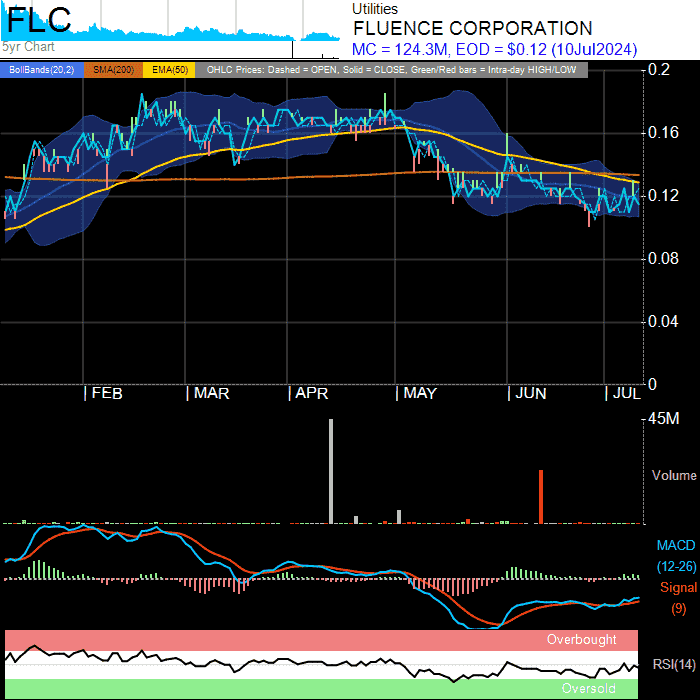 FLC
5yr Chart
Utilities
FLUENCE CORPORATION
MC = 124.3M, EOD = $0.12 (10Jul2024)
BollBands(20,2) SMA(200) EMA(50) OHLC Prices: Dashed = OPEN, Solid = CLOSE, Green/Red bars = Intra-day HIGH/LOW
0.2
0.16
0.12
0.08
0.04
0
FEB MAR APR MAY JUN JUL
45M
Volume
MACD
(12-26)
Signal
(9)
Overbought
RSI(14)
Oversold